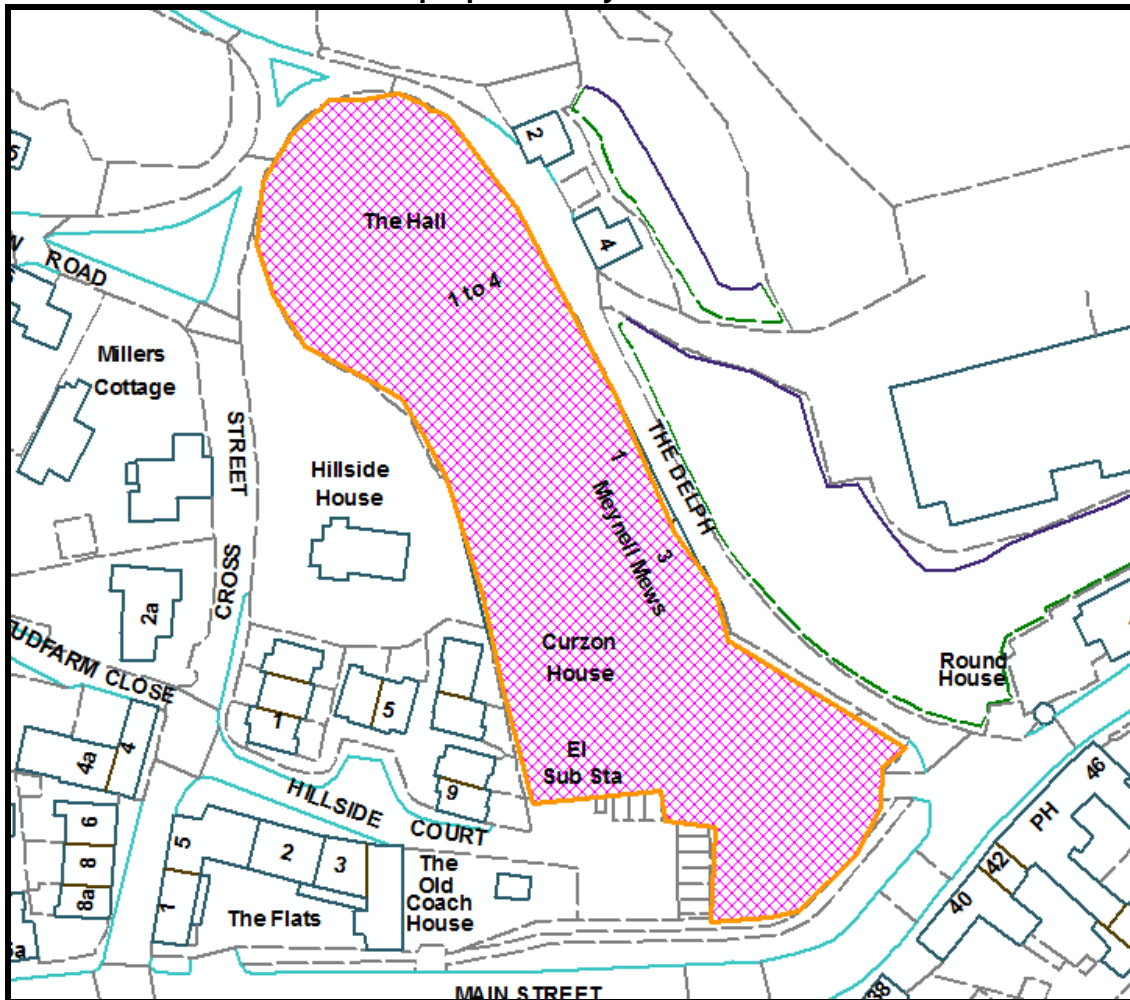 2
The Hall
4
1 to 4
ROAD
Millers
Cottage
STREET
Hillside
House
THE DELPH
1
Meynell Mews
3
CROSS
2a
Curzon
House
Round
House
UDFARM CLOSE
1
5
El
Sub Sta
4a
4
9
HILLSIDE
COURT
46
PH
6
8
8a
5
2
3
1
The
Old
Coach
House
The Flats
42
40
38
MAIN STREET